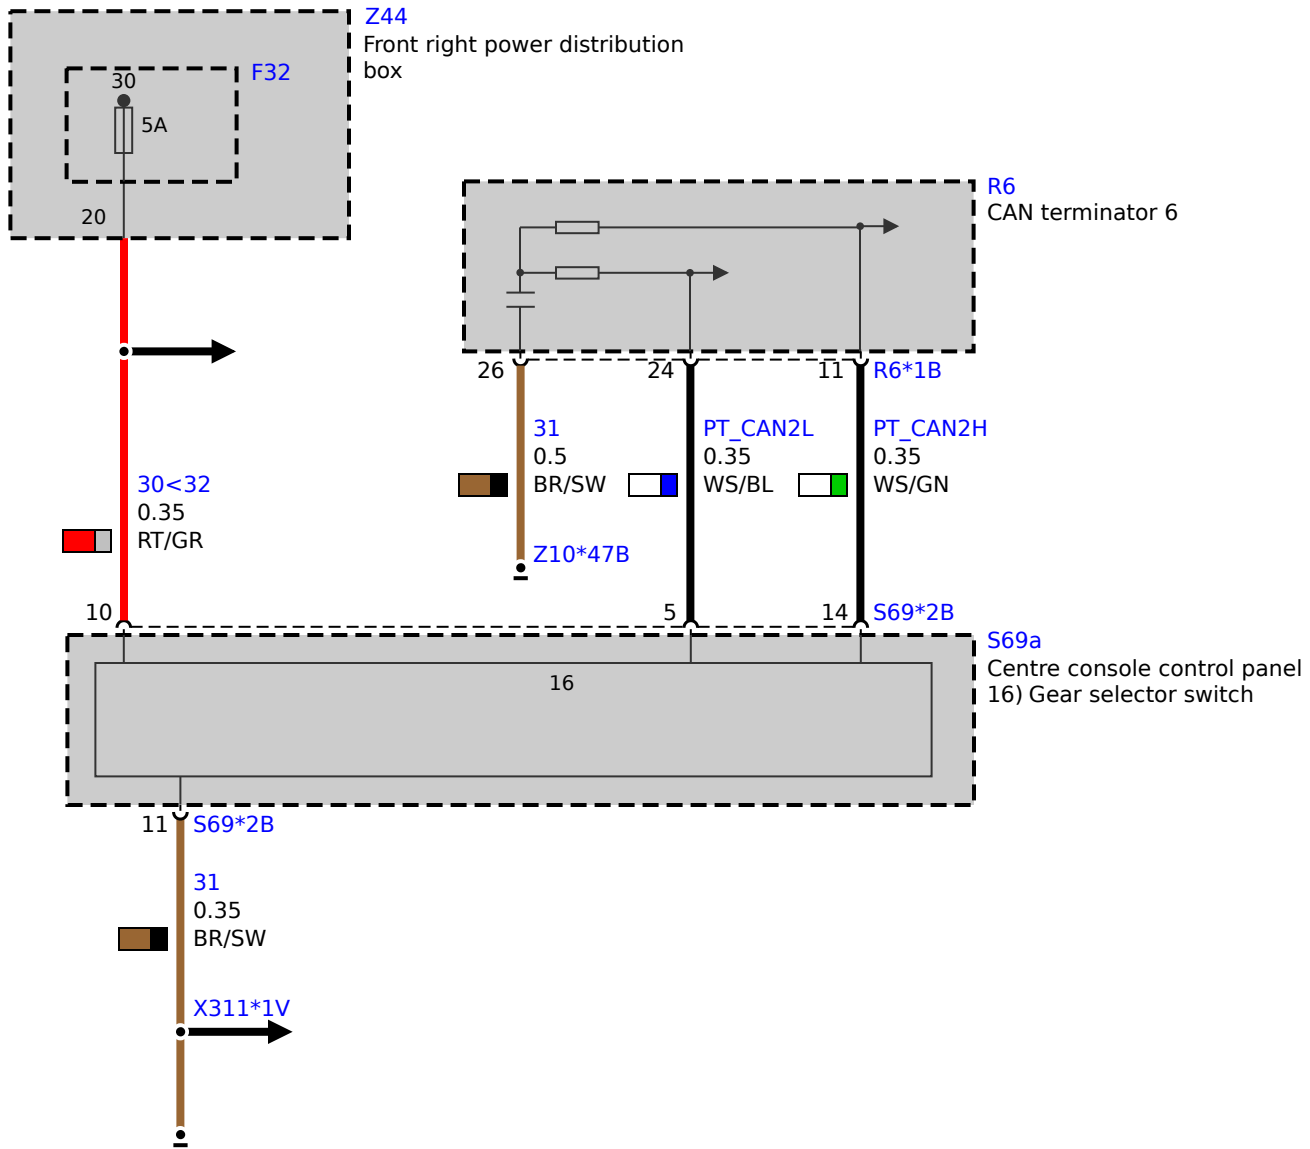 Z44
Front right power distribution
box
F32
30
5A
20
R6
CAN terminator 6
26
24
11
R6*1B
31
0.5
BR/SW
PT_CAN2L
0.35
WS/BL
PT_CAN2H
0.35
WS/GN
30<32
0.35
RT/GR
Z10*47B
10
5
14
S69*2B
S69a
Centre console control panel
16) Gear selector switch
16
11
S69*2B
31
0.35
BR/SW
X311*1V